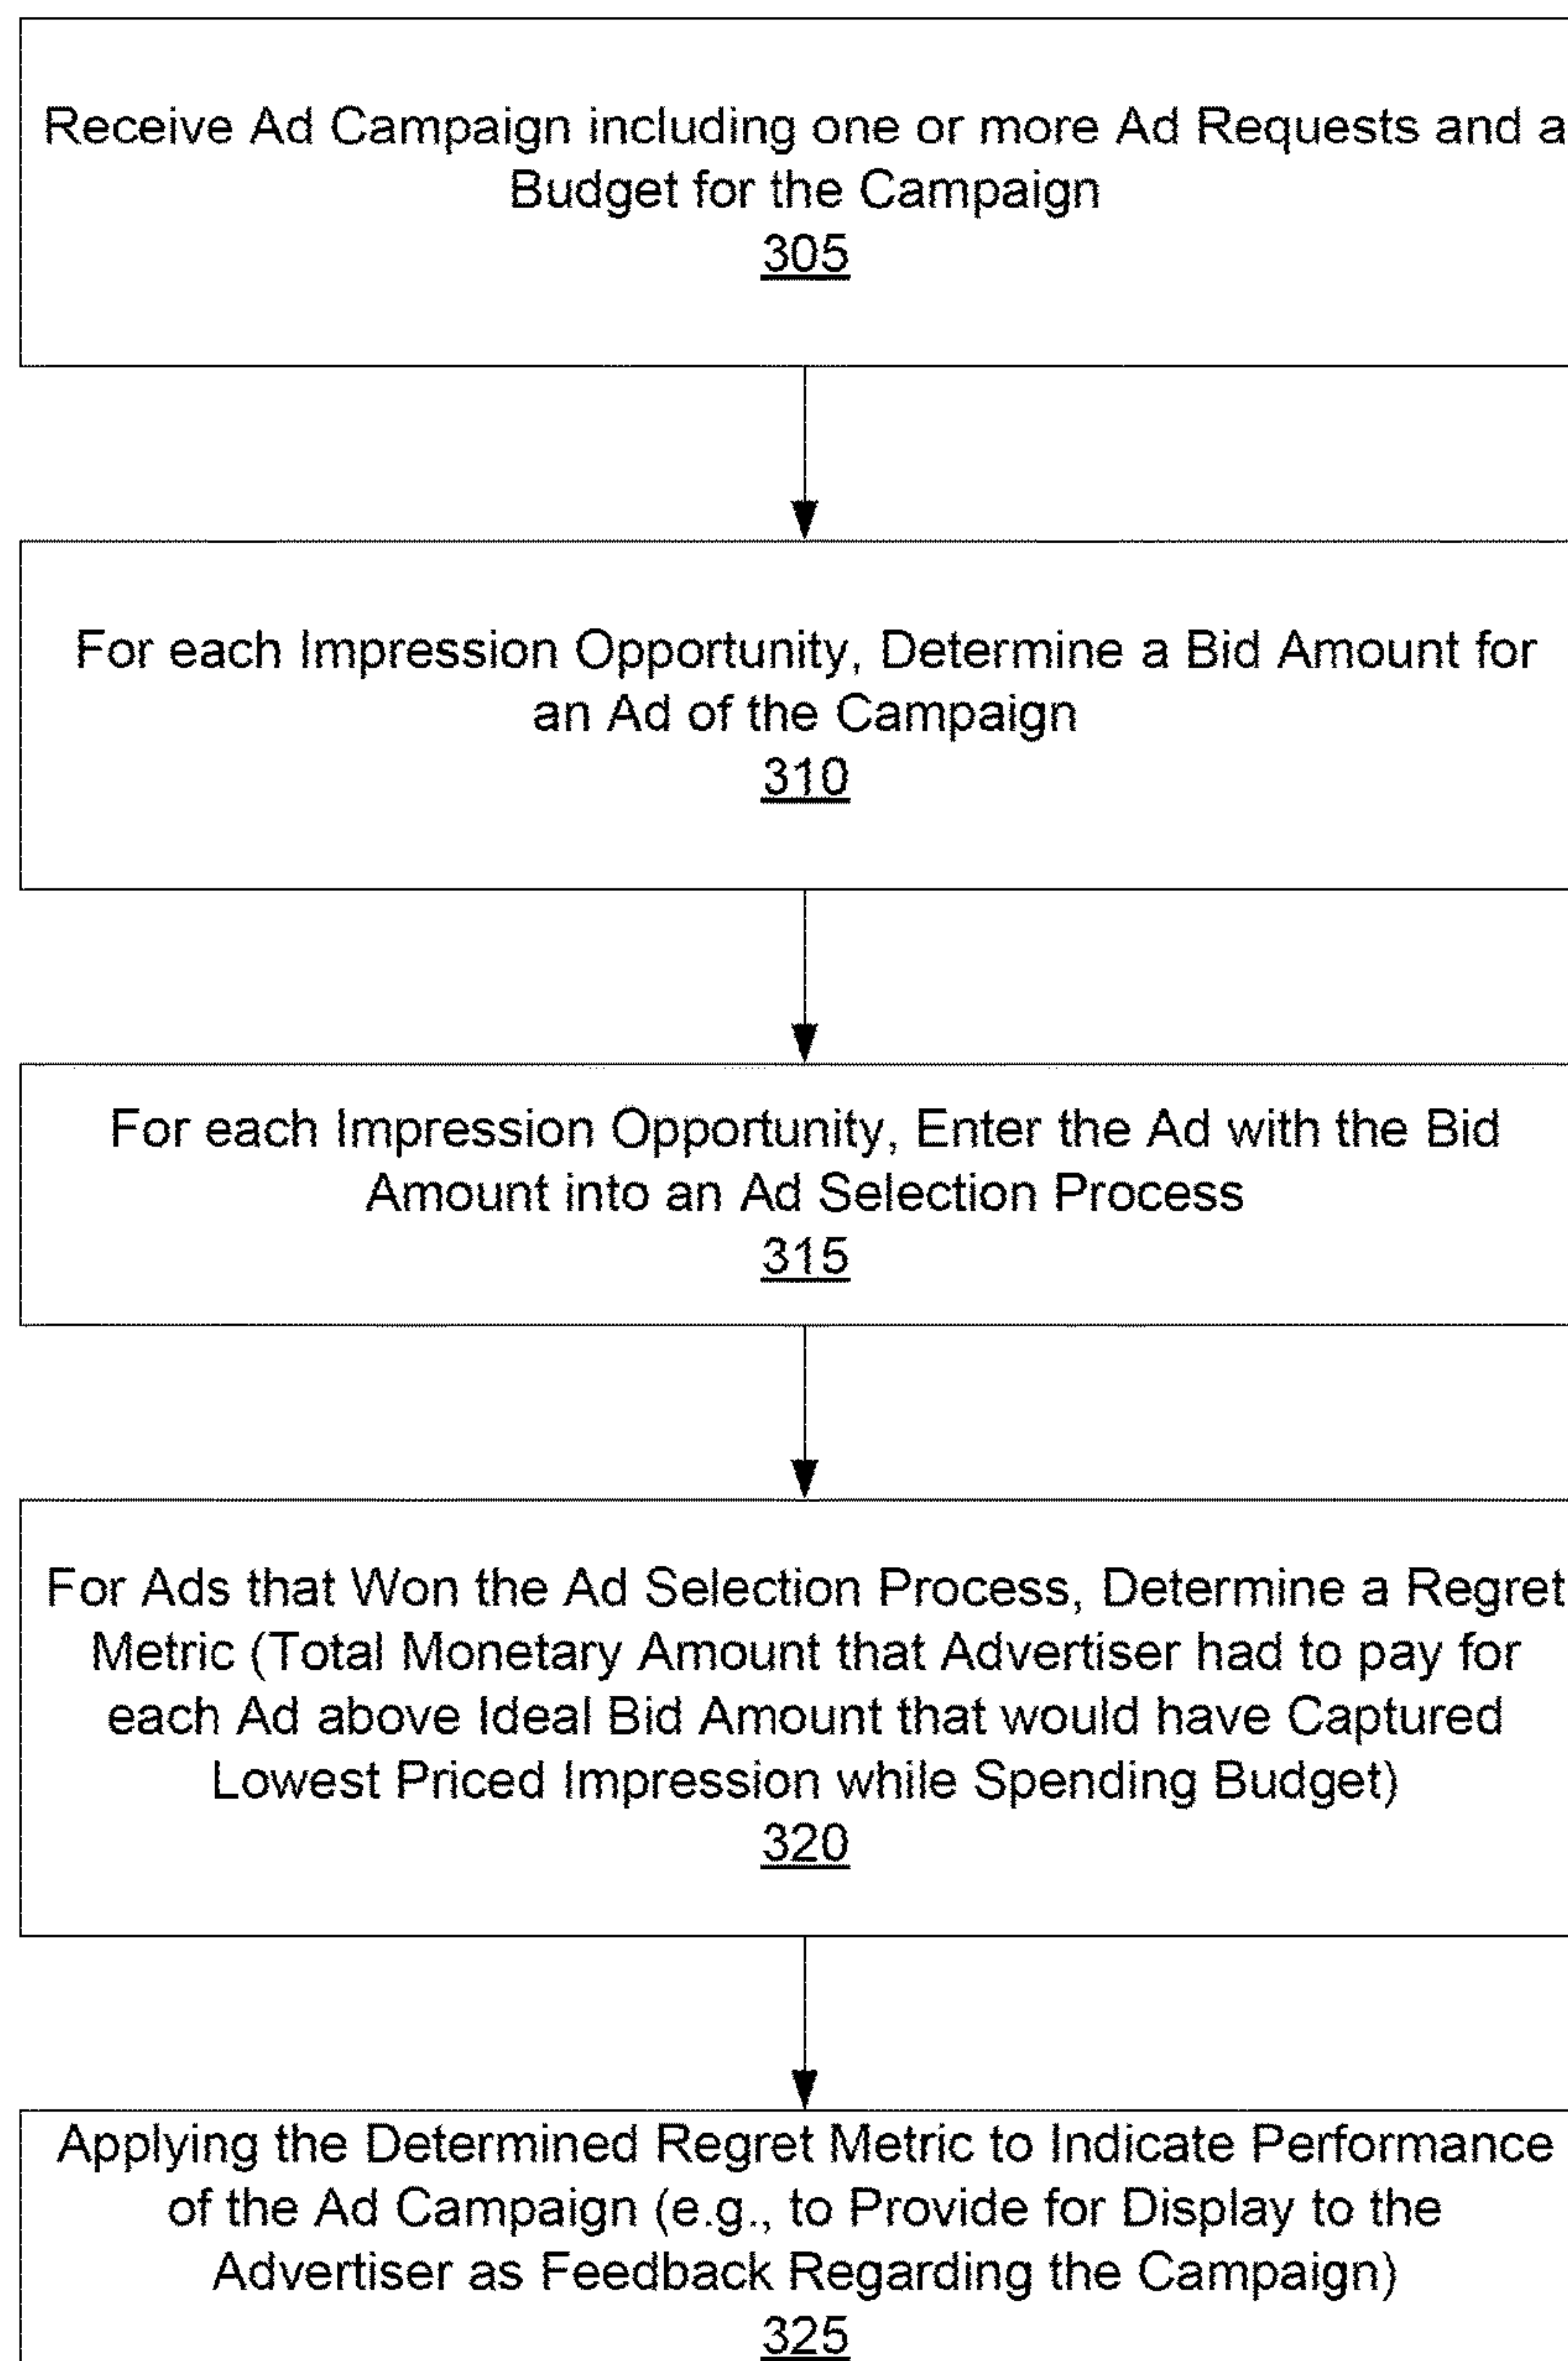 Receive Ad Campaign including one or more Ad Requests and a
Budget for the Campaign
305
For each Impression Opportunity, Determine a Bid Amount for
an Ad of the Campaign
310
For each Impression Opportunity, Enter the Ad with the Bid
Amount into an Ad Selection Process
315
For Ads that Won the Ad Selection Process, Determine a Regret
Metric (Total Monetary Amount that Advertiser had to pay for
each Ad above Ideal Bid Amount that would have Captured
Lowest Priced Impression while Spending Budget)
320
Applying the Determined Regret Metric to Indicate Performance
of the Ad Campaign (e.g., to Provide for Display to the
Advertiser as Feedback Regarding the Campaign)
325